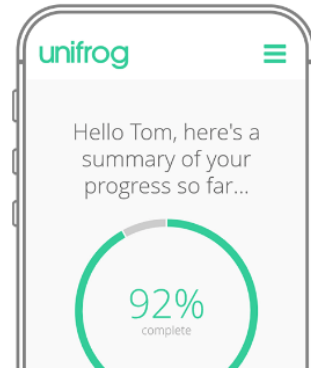 unifrog
Hello Tom, here's a
summary of your
progress so far...
92%
complete